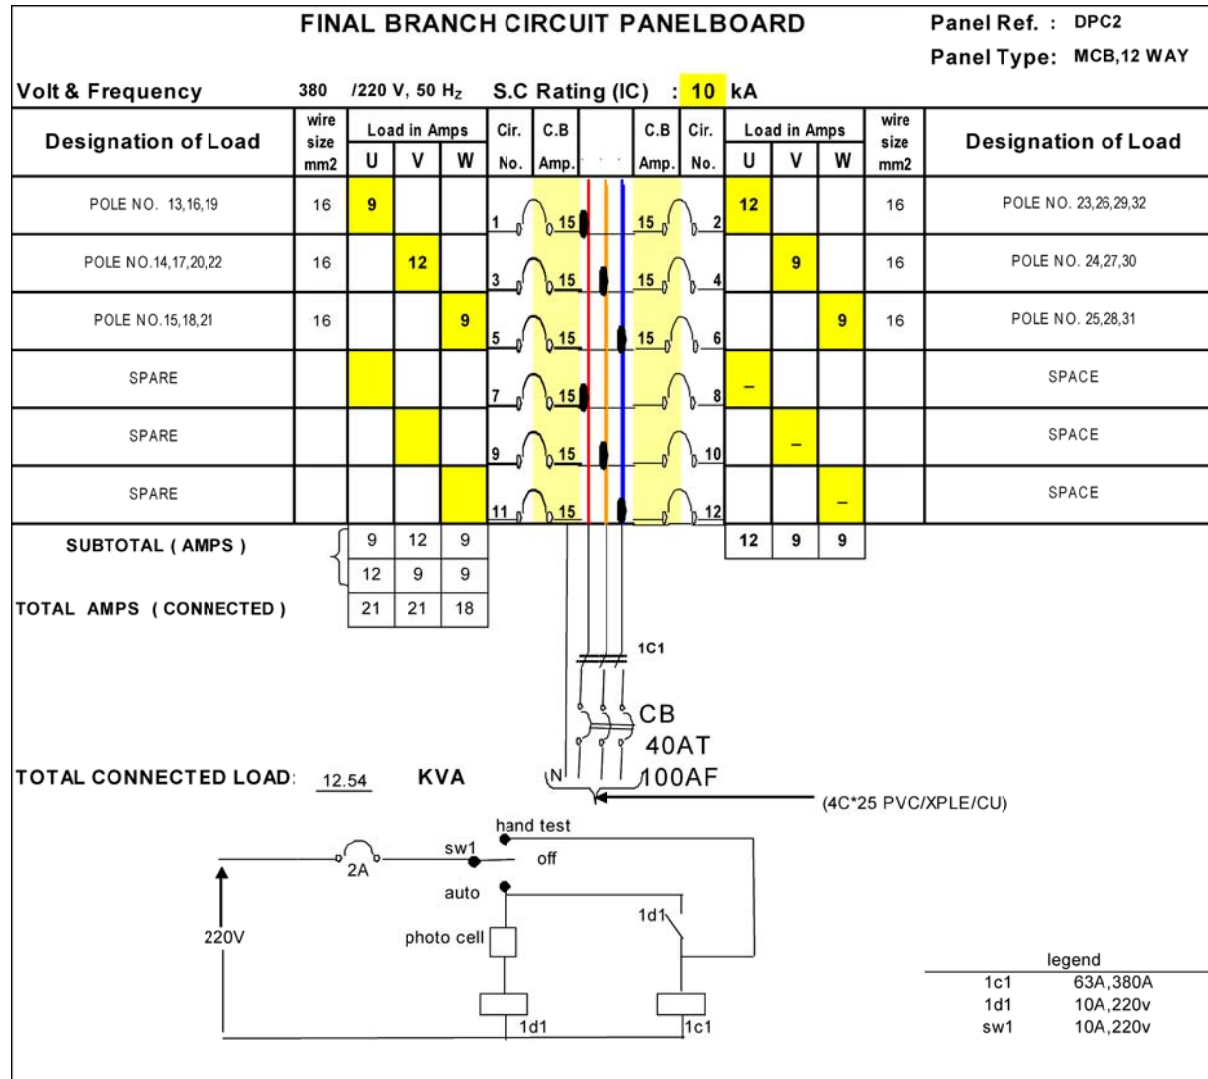 FINAL BRANCH CIRCUIT PANELBOARD
Panel Ref. : DPC2
Panel Type: MCB,12 WAY
Volt & Frequency 380 /220 V, 50 Hz S.C Rating (IC) : 10 kA
Designation of Load wire size mm2 Load in Amps U V W Cir. No. C.B Amp. C.B Amp. Cir. No. Load in Amps U V W wire size mm2 Designation of Load
POLE NO. 13,16,19 16 9 1 15 15 2 12 16 POLE NO. 23,26,29,32
POLE NO.14,17,20,22 16 12 3 15 15 4 9 16 POLE NO. 24,27,30
POLE NO.15,18,21 16 9 5 15 15 6 9 16 POLE NO. 25,28,31
SPARE 7 15 8 – SPACE
SPARE 9 15 10 – SPACE
SPARE 11 15 12 – SPACE
SUBTOTAL ( AMPS ) 9 12 9 12 9 9
12 9 9
TOTAL AMPS ( CONNECTED ) 21 21 18
1C1
CB
40AT
TOTAL CONNECTED LOAD: 12.54 KVA N 100AF
(4C*25 PVC/XPLE/CU)
hand test
sw1 off
2A
auto
1d1
220V photo cell
1d1 1c1
legend
1c1 63A,380A
1d1 10A,220v
sw1 10A,220v